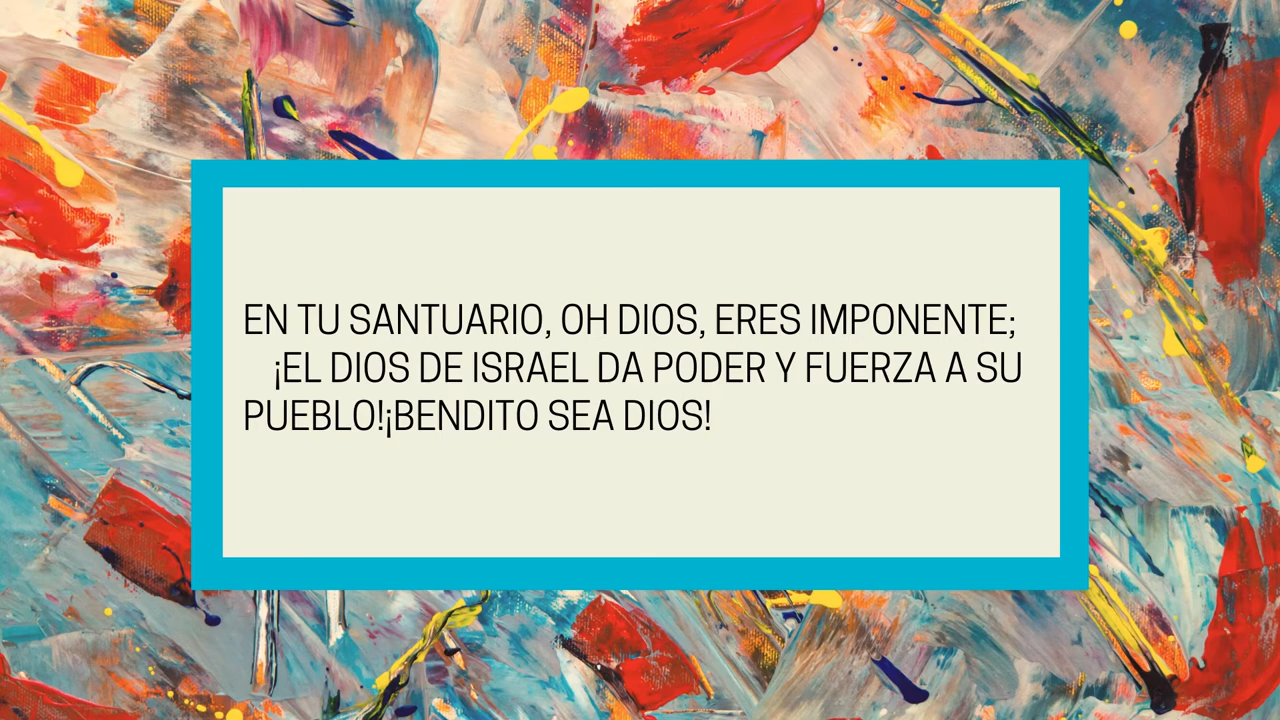 EN TU SANTUARIO, OH DIOS, ERES IMPONENTE;
¡EL DIOS DE ISRAEL DA PODER Y FUERZA A SU
PUEBLO!¡BENDITO SEA DIOS!